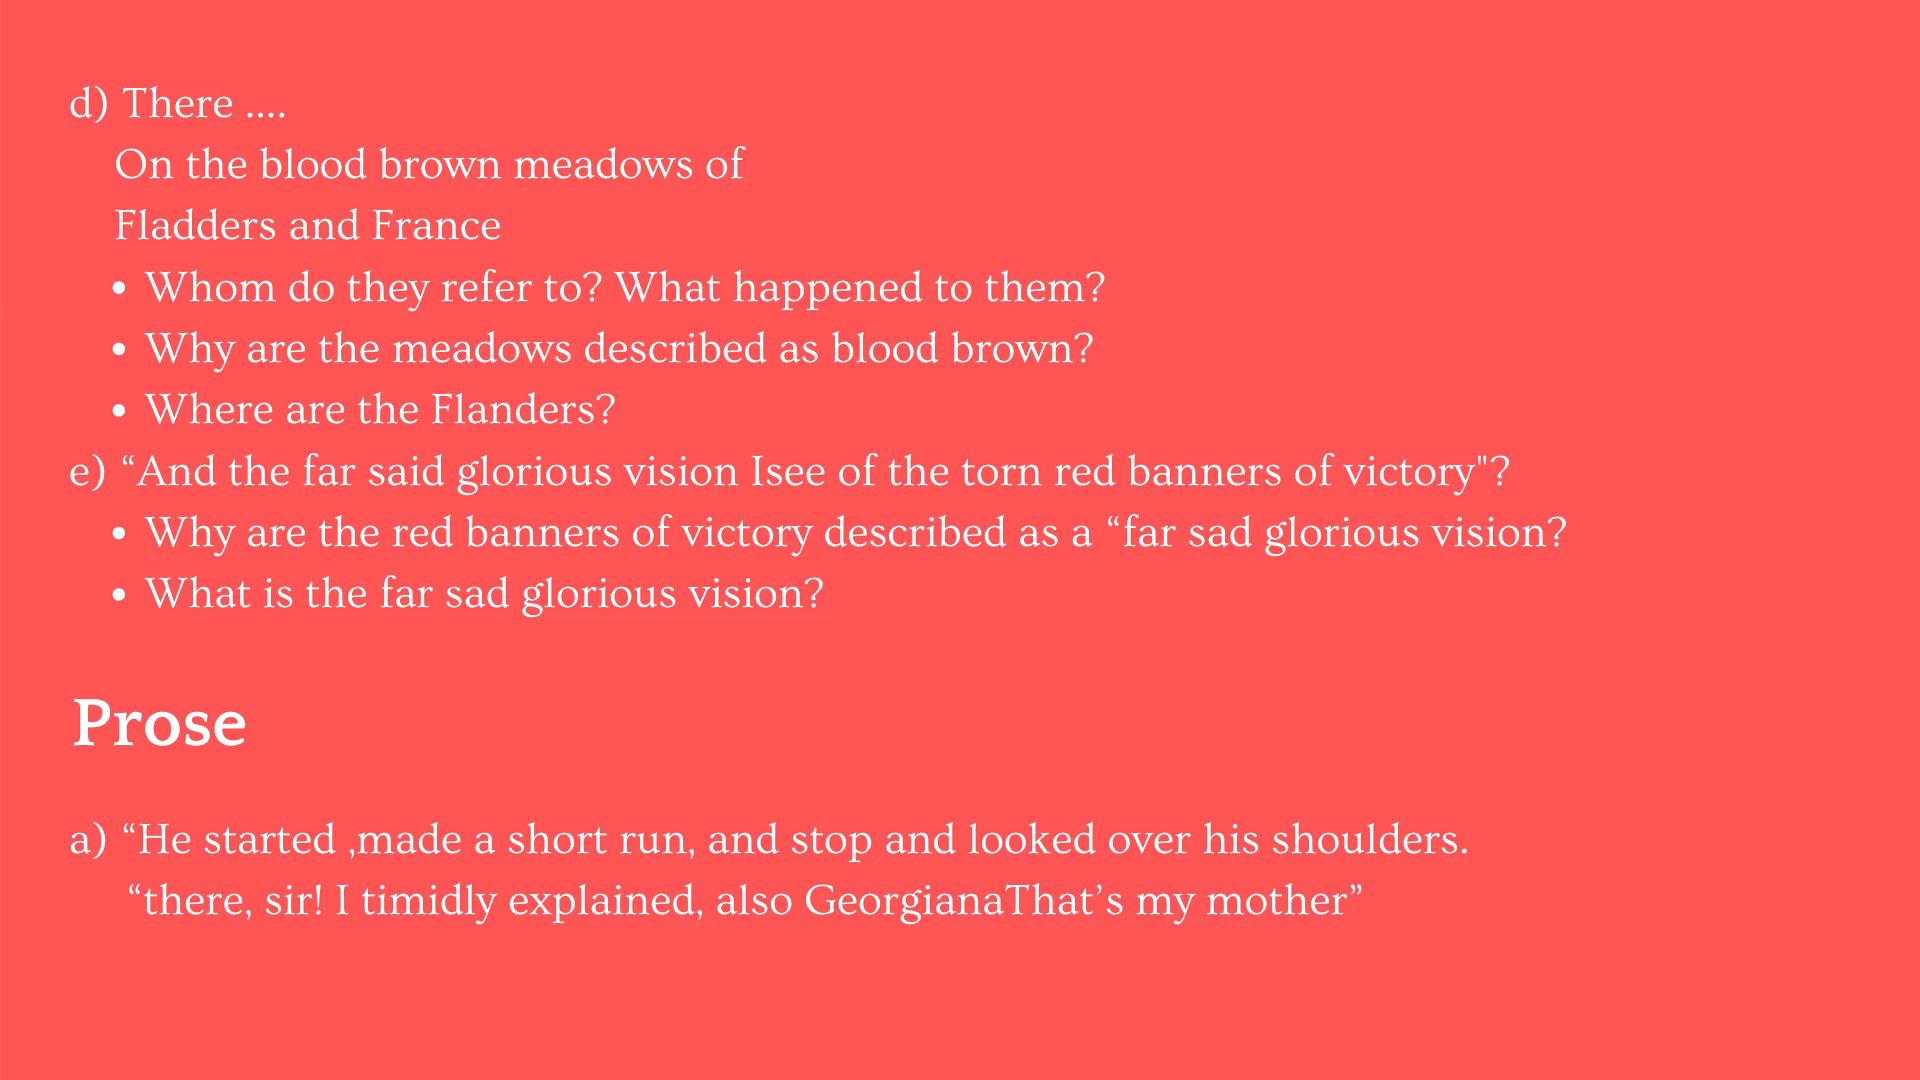 d) There ....
On the blood brown meadows of
Fladders and France
• Whom do they refer to? What happened to them?
• Why are the meadows described as blood brown?
• Where are the Flanders?
e) “And the far said glorious vision Isee of the torn red banners of victory"?
• Why are the red banners of victory described as a “far sad glorious vision?
• What is the far sad glorious vision?
Prose
a) “He started ,made a short run, and stop and looked over his shoulders.
“there, sir! I timidly explained, also GeorgianaThat’s my mother”